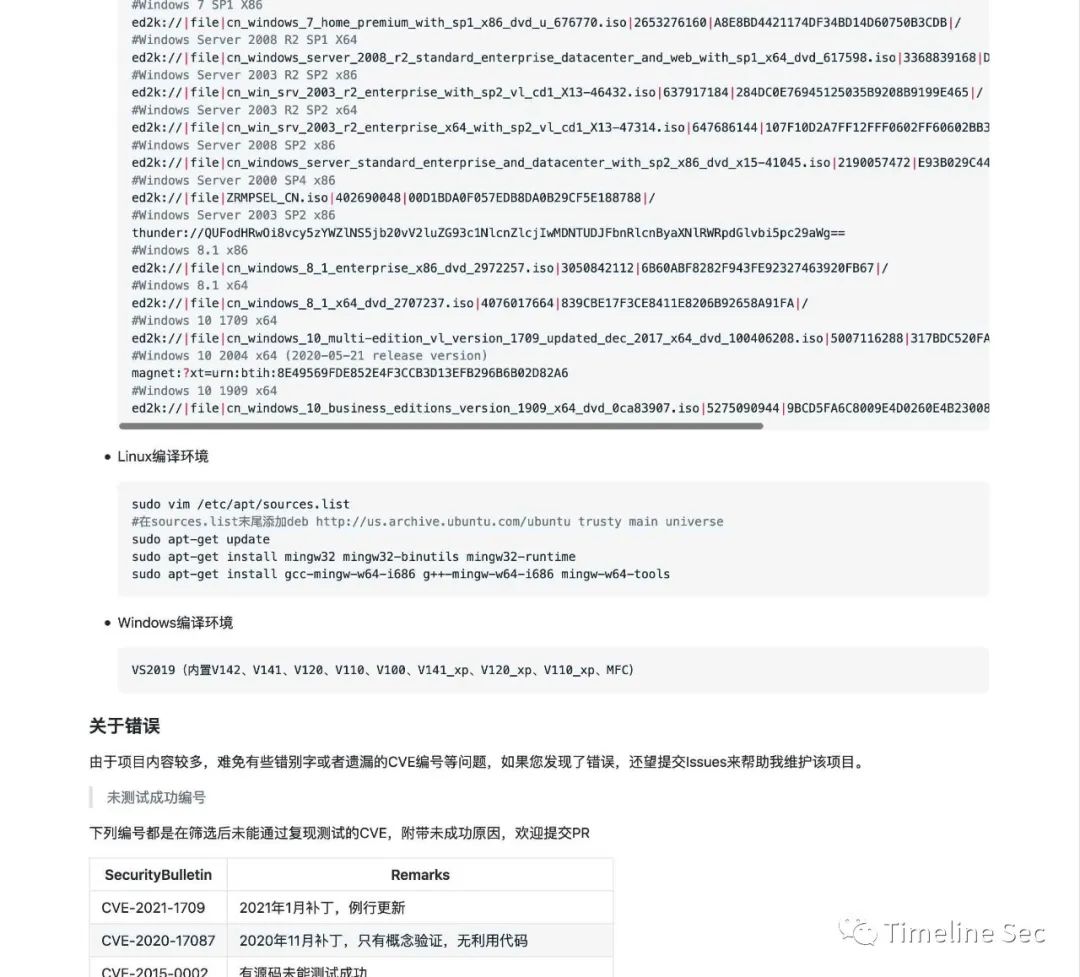 #Windows 7 SP1 X86
ed2k://|file|cn_windows_7_home_premium_with_sp1_x86_dvd_u_676770.iso|2653276160|A8E8BD4421174DF34BD14D60750B3CDB|/
#Windows Server 2008 R2 SP1 X64
ed2k://|file|cn_windows_server_2008_r2_standard_enterprise_datacenter_and_web_with_sp1_x64_dvd_617598.iso|3368839168|D
#Windows Server 2003 R2 SP2 x86
ed2k://|file|cn_win_srv_2003_r2_enterprise_with_sp2_vl_cd1_X13-46432.iso|637917184|284DC0E76945125035B9208B9199E465|/
#Windows Server 2003 R2 SP2 x64
ed2k://|file|cn_win_srv_2003_r2_enterprise_x64_with_sp2_vl_cd1_X13-47314.iso|647686144|107F10D2A7FF12FFF0602FF60602BB3
#Windows Server 2008 SP2 x86
ed2k://|file|cn_windows_server_standard_enterprise_and_datacenter_with_sp2_x86_dvd_x15-41045.iso|2190057472|E93B029C44
#Windows Server 2000 SP4 x86
ed2k://|file|ZRMPSEL_CN.iso|402690048|00D1BDA0F057EDB8DA0B29CF5E188788|/
#Windows Server 2003 SP2 x86
thunder://QUFodHRwOi8vcy5zYWZlNS5jb20vV2luZG93c1NlcnZlcjIwMDNTUDJFbnRlcnByaXNlRWRpdGlvbi5pc29aWg==
#Windows 8.1 x86
ed2k://|file|cn_windows_8_1_enterprise_x86_dvd_2972257.iso|3050842112|6B60ABF8282F943FE92327463920FB67|/
#Windows 8.1 x64
ed2k://|file|cn_windows_8_1_x64_dvd_2707237.iso|4076017664|839CBE17F3CE8411E8206B92658A91FA|/
#Windows 10 1709 x64
ed2k://|file|cn_windows_10_multi-edition_vl_version_1709_updated_dec_2017_x64_dvd_100406208.iso|5007116288|317BDC520FA
#Windows 10 2004 x64 (2020-05-21 release version)
magnet:?xt=urn:btih:8E49569FDE852E4F3CCB3D13EFB296B6B02D82A6
#Windows 10 1909 x64
ed2k://|file|cn_windows_10_business_editions_version_1909_x64_dvd_0ca83907.iso|5275090944|9BCD5FA6C8009E4D0260E4B23008
• Linux编译环境
sudo vim /etc/apt/sources.list
#在sources.list末尾添加deb http://us.archive.ubuntu.com/ubuntu trusty main universe
sudo apt-get update
sudo apt-get install mingw32 mingw32-binutils mingw32-runtime
sudo apt-get install gcc-mingw-w64-i686 g++-mingw-w64-i686 mingw-w64-tools
• Windows编译环境
VS2019（内置V142、V141、V120、V110、V100、V141_xp、V120_xp、V110_xp、MFC）
关于错误
由于项目内容较多，难免有些错别字或者遗漏的CVE编号等问题，如果您发现了错误，还望提交Issues来帮助我维护该项目。
未测试成功编号
下列编号都是在筛选后未能通过复现测试的CVE，附带未成功原因，欢迎提交PR
SecurityBulletin Remarks
CVE-2021-1709 2021年1月补丁，例行更新
CVE-2020-17087 2020年11月补丁，只有概念验证，无利用代码
CVE-2015-0002 有源码未能测试成功
Timeline Sec